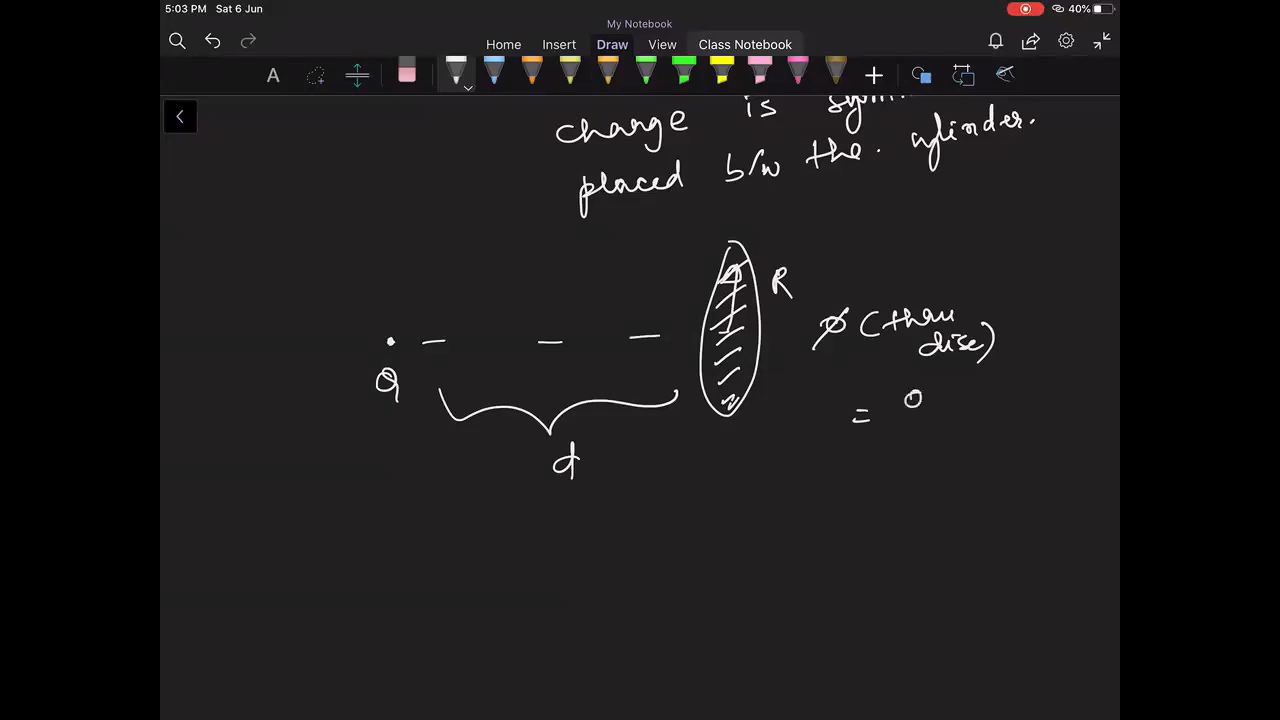 5:03 PM Sat 6 Jun
40%
My Notebook
Home Insert Draw View Class Notebook
A
charge is
placed b/w the. cylinder.
R
Q
d
ϕ (thru
disc)
= 0